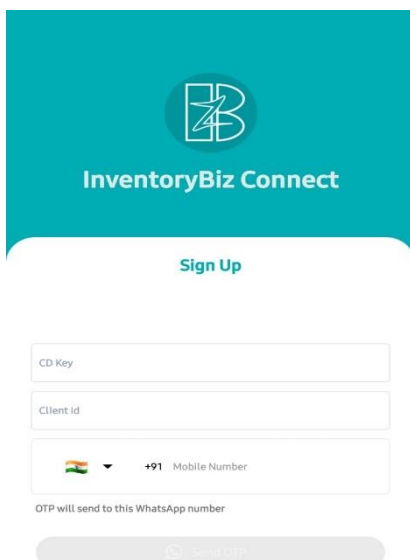 InventoryBiz Connect
Sign Up
CD Key
Client Id
+91 Mobile Number
OTP will send to this WhatsApp number
Send OTP